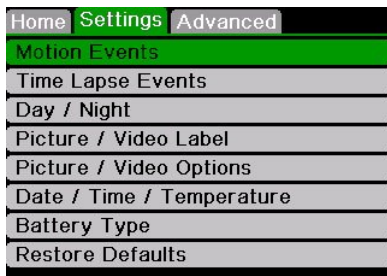 Home Settings Advanced
Motion Events
Time Lapse Events
Day / Night
Picture / Video Label
Picture / Video Options
Date / Time / Temperature
Battery Type
Restore Defaults